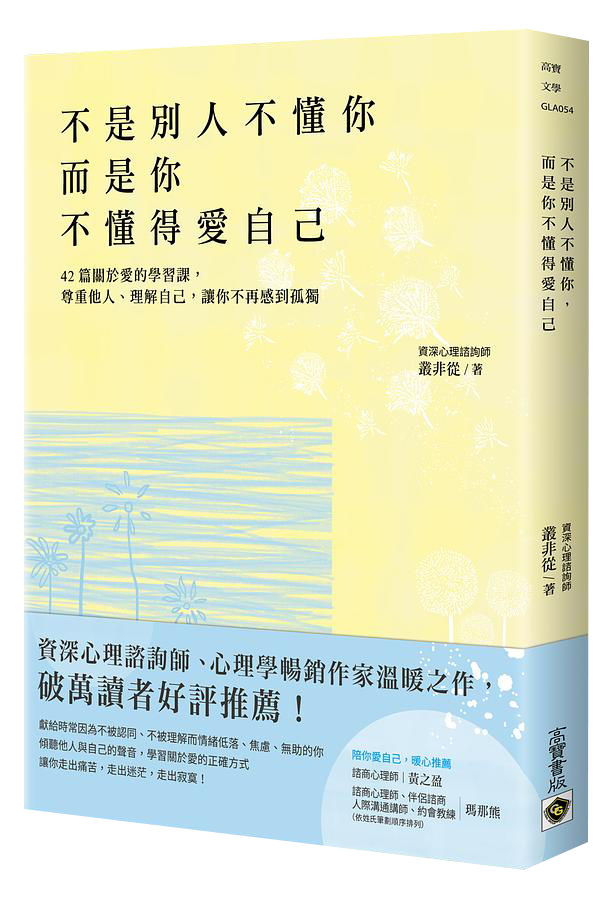 不是別人不懂你
而是你
不懂得愛自己
42 篇關於愛的學習課，
尊重他人、理解自己，讓你不再感到孤獨
資深心理諮詢師
叢非從 / 著
資深心理諮詢師、心理學暢銷作家溫暖之作，
破萬讀者好評推薦！
獻給時常因為不被認同、不被理解而情緒低落、焦慮、無助的你
傾聽他人與自己的聲音，學習關於愛的正確方式
讓你走出痛苦，走出迷茫，走出寂寞！
陪你愛自己，暖心推薦
諮商心理師｜黃之盈
諮商心理師、伴侶諮商
人際溝通講師、約會教練｜瑪那熊
（依姓氏筆劃順序排列）
高寶
文學
GLA054
不是別人不懂你，
而是你不懂得愛自己
資深心理諮詢師
叢非從 / 著
高寶書版